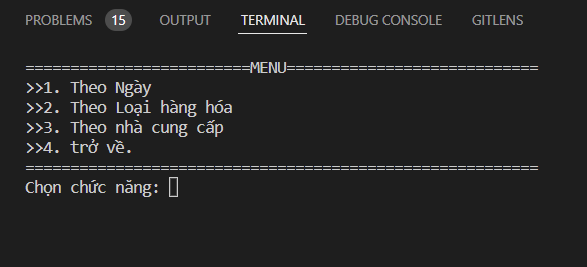 PROBLEMS 15 OUTPUT TERMINAL DEBUG CONSOLE GITLENS
=========================MENU============================
>>1. Theo Ngày
>>2. Theo Loại hàng hóa
>>3. Theo nhà cung cấp
>>4. trở về.
=========================================================
Chọn chức năng: